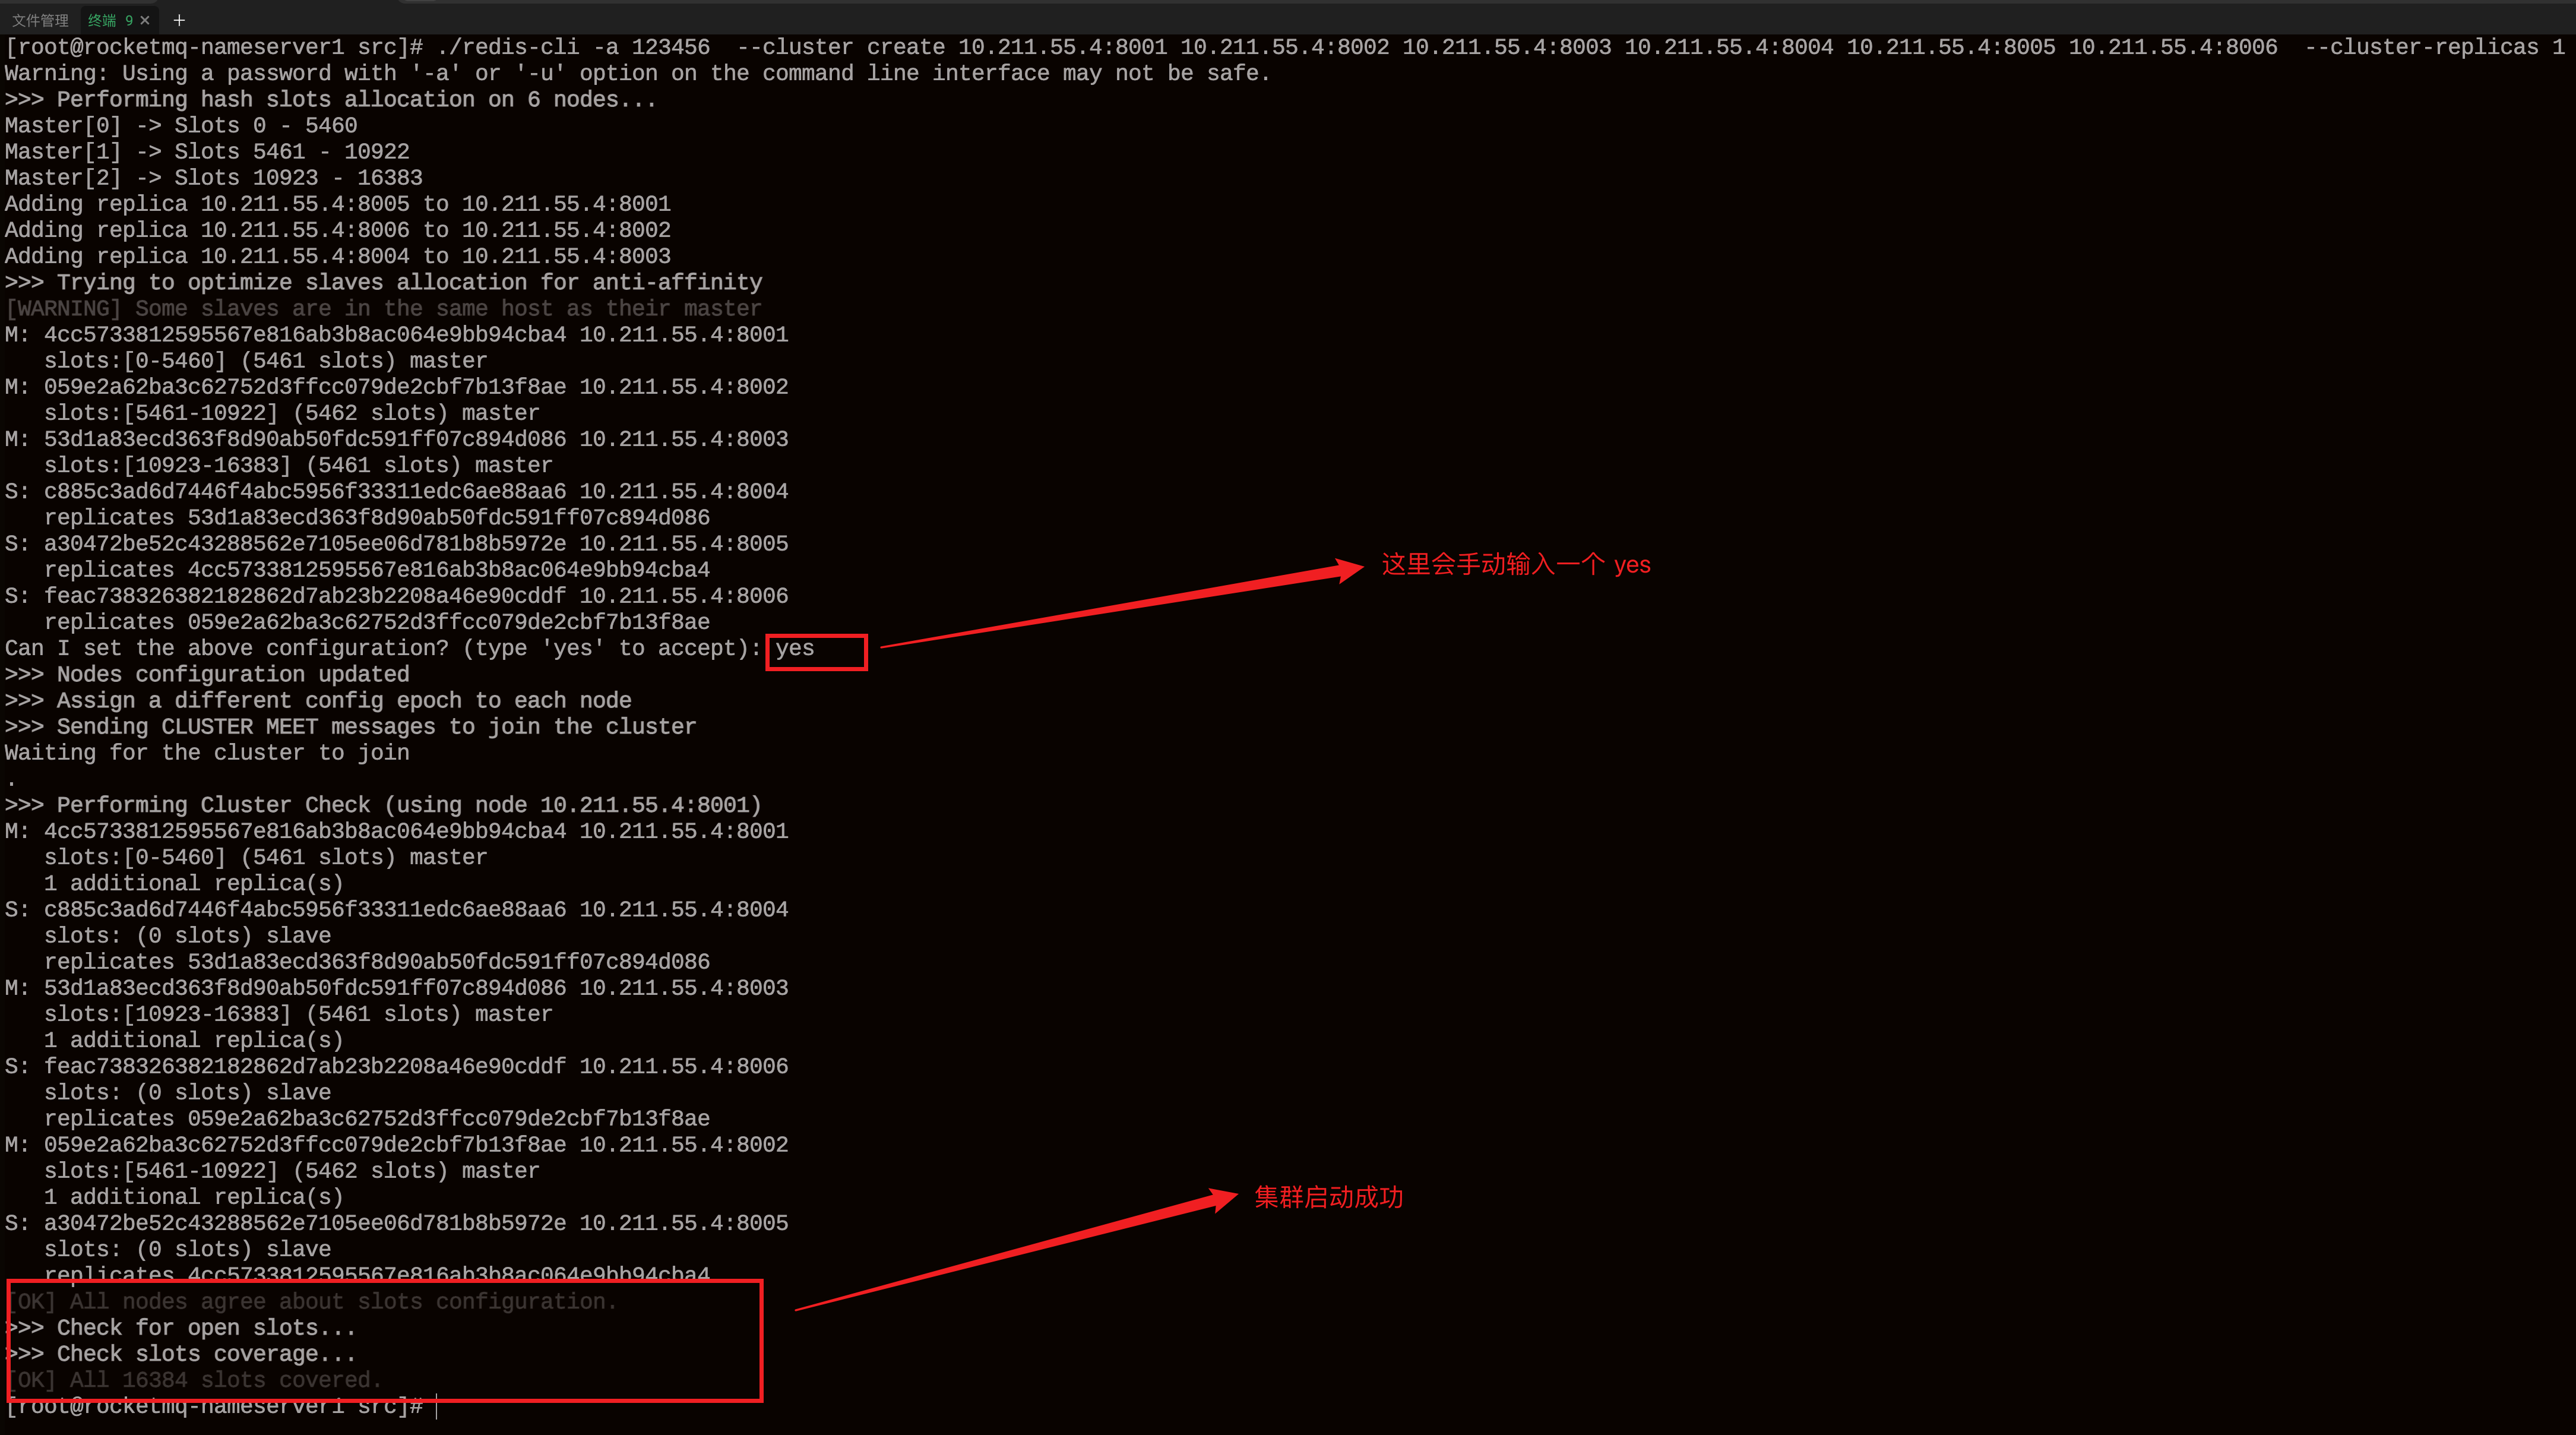 文件管理 终端 9 × +
[root@rocketmq-nameserver1 src]# ./redis-cli -a 123456  --cluster create 10.211.55.4:8001 10.211.55.4:8002 10.211.55.4:8003 10.211.55.4:8004 10.211.55.4:8005 10.211.55.4:8006  --cluster-replicas 1
Warning: Using a password with '-a' or '-u' option on the command line interface may not be safe.
>>> Performing hash slots allocation on 6 nodes...
Master[0] -> Slots 0 - 5460
Master[1] -> Slots 5461 - 10922
Master[2] -> Slots 10923 - 16383
Adding replica 10.211.55.4:8005 to 10.211.55.4:8001
Adding replica 10.211.55.4:8006 to 10.211.55.4:8002
Adding replica 10.211.55.4:8004 to 10.211.55.4:8003
>>> Trying to optimize slaves allocation for anti-affinity
[WARNING] Some slaves are in the same host as their master
M: 4cc5733812595567e816ab3b8ac064e9bb94cba4 10.211.55.4:8001
   slots:[0-5460] (5461 slots) master
M: 059e2a62ba3c62752d3ffcc079de2cbf7b13f8ae 10.211.55.4:8002
   slots:[5461-10922] (5462 slots) master
M: 53d1a83ecd363f8d90ab50fdc591ff07c894d086 10.211.55.4:8003
   slots:[10923-16383] (5461 slots) master
S: c885c3ad6d7446f4abc5956f33311edc6ae88aa6 10.211.55.4:8004
   replicates 53d1a83ecd363f8d90ab50fdc591ff07c894d086
S: a30472be52c43288562e7105ee06d781b8b5972e 10.211.55.4:8005
   replicates 4cc5733812595567e816ab3b8ac064e9bb94cba4
这里会手动输入一个 yes
S: feac738326382182862d7ab23b2208a46e90cddf 10.211.55.4:8006
   replicates 059e2a62ba3c62752d3ffcc079de2cbf7b13f8ae
Can I set the above configuration? (type 'yes' to accept): yes
>>> Nodes configuration updated
>>> Assign a different config epoch to each node
>>> Sending CLUSTER MEET messages to join the cluster
Waiting for the cluster to join
.
>>> Performing Cluster Check (using node 10.211.55.4:8001)
M: 4cc5733812595567e816ab3b8ac064e9bb94cba4 10.211.55.4:8001
   slots:[0-5460] (5461 slots) master
   1 additional replica(s)
S: c885c3ad6d7446f4abc5956f33311edc6ae88aa6 10.211.55.4:8004
   slots: (0 slots) slave
   replicates 53d1a83ecd363f8d90ab50fdc591ff07c894d086
M: 53d1a83ecd363f8d90ab50fdc591ff07c894d086 10.211.55.4:8003
   slots:[10923-16383] (5461 slots) master
   1 additional replica(s)
S: feac738326382182862d7ab23b2208a46e90cddf 10.211.55.4:8006
   slots: (0 slots) slave
   replicates 059e2a62ba3c62752d3ffcc079de2cbf7b13f8ae
M: 059e2a62ba3c62752d3ffcc079de2cbf7b13f8ae 10.211.55.4:8002
   slots:[5461-10922] (5462 slots) master
   1 additional replica(s)
集群启动成功
S: a30472be52c43288562e7105ee06d781b8b5972e 10.211.55.4:8005
   slots: (0 slots) slave
   replicates 4cc5733812595567e816ab3b8ac064e9bb94cba4
[OK] All nodes agree about slots configuration.
>>> Check for open slots...
>>> Check slots coverage...
[OK] All 16384 slots covered.
[root@rocketmq-nameserver1 src]#